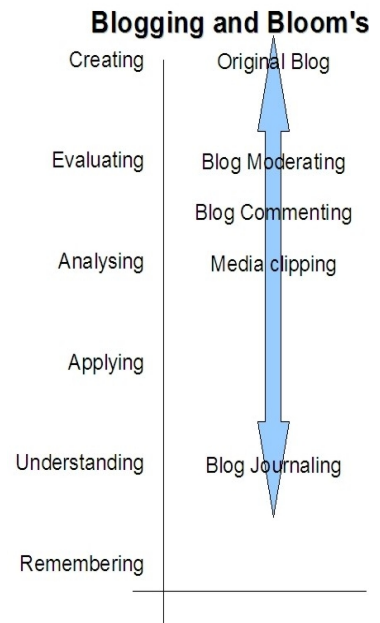 Blogging and Bloom's
Creating Original Blog
Evaluating Blog Moderating
Blog Commenting
Analysing Media clipping
Applying
Understanding Blog Journaling
Remembering